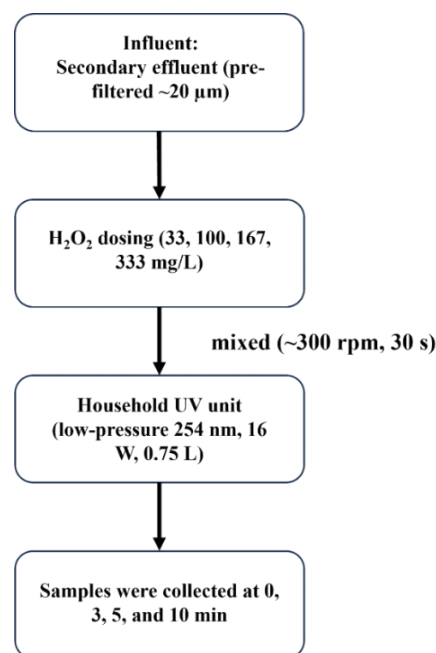 Influent:
Secondary effluent (pre-
filtered ~20 µm)
H₂O₂ dosing (33, 100, 167,
333 mg/L)
mixed (~300 rpm, 30 s)
Household UV unit
(low-pressure 254 nm, 16
W, 0.75 L)
Samples were collected at 0,
3, 5, and 10 min